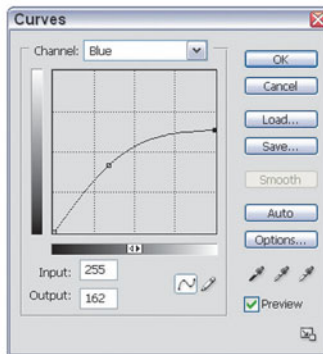 Curves
Channel: Blue
OK
Cancel
Load...
Save...
Smooth
Auto
Options...
Input: 255
Output: 162
Preview